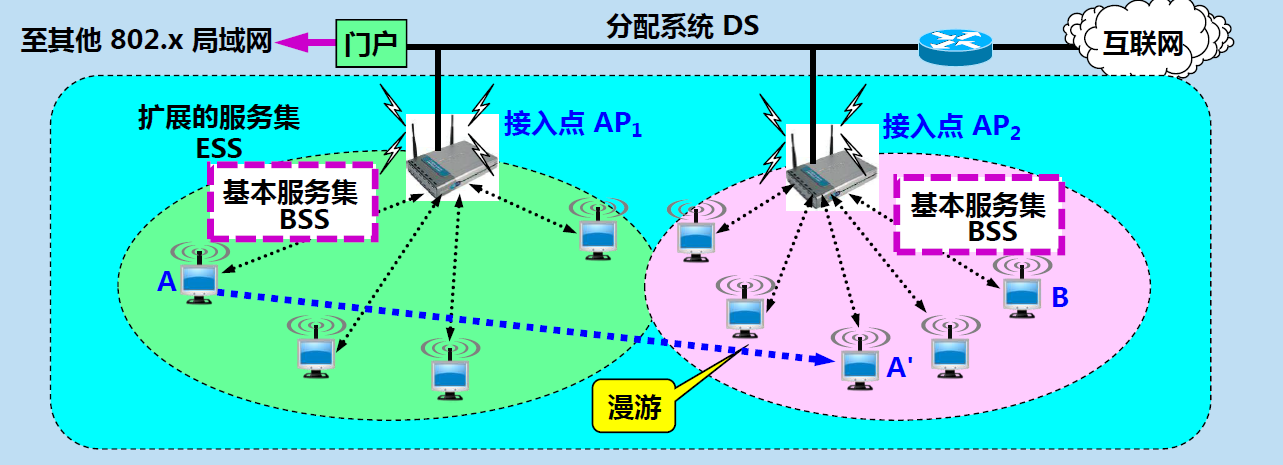 分配系统 DS
至其他 802.x 局域网
门户
互联网
扩展的服务集
ESS
接入点 AP1
接入点 AP2
基本服务集
BSS
基本服务集
BSS
A
B
A'
漫游